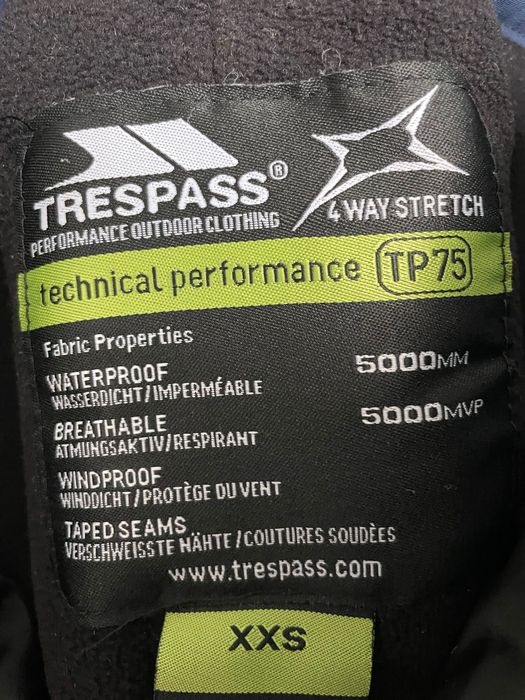 TRESPASS®
PERFORMANCE OUTDOOR CLOTHING
4 WAY STRETCH
technical performance TP75
Fabric Properties
WATERPROOF 5000MM
WASSERDICHT/IMPERMÉABLE
BREATHABLE 5000MVP
ATMUNGSAKTIV/RESPIRANT
WINDPROOF
WINDDICHT/PROTÈGE DU VENT
TAPED SEAMS
VERSCHWEISSTE NÄHTE/COUTURES SOUDÈES
www.trespass.com
XXS